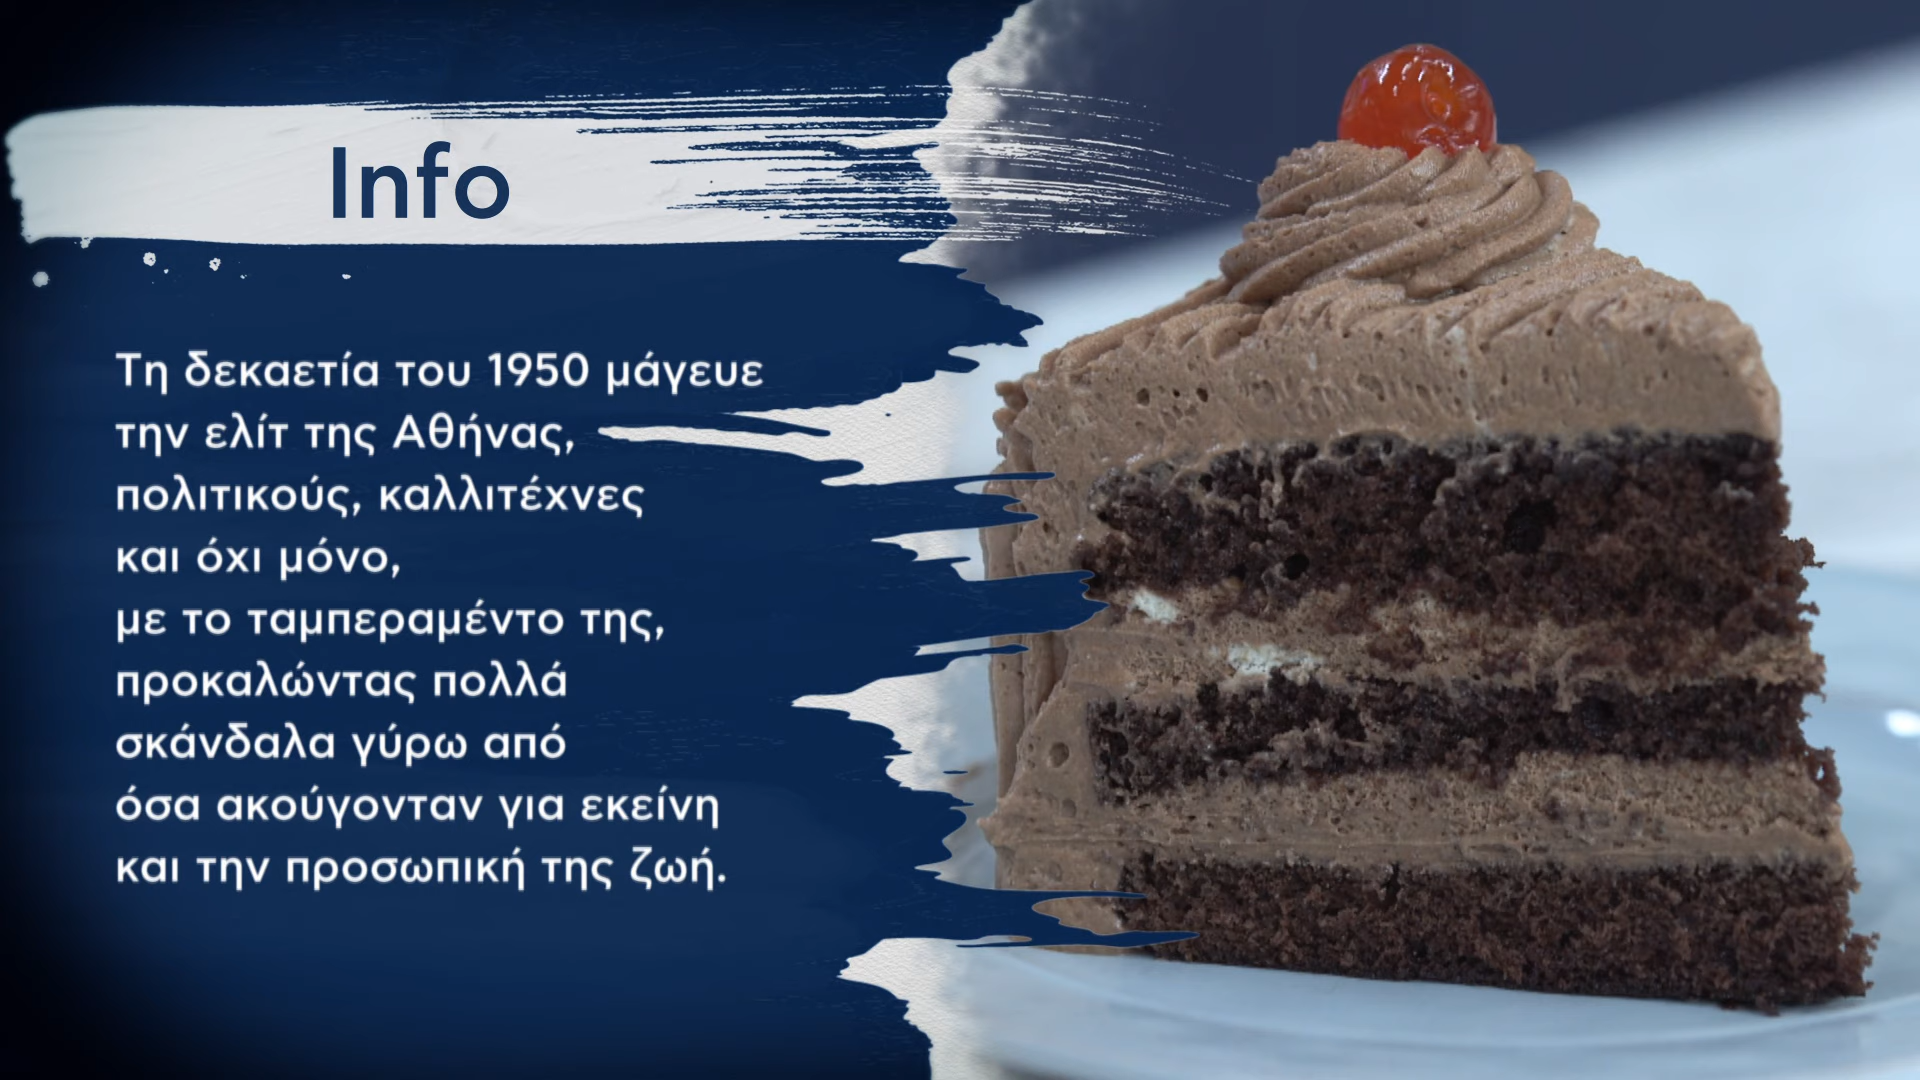 Info
Τη δεκαετία του 1950 μάγευε
την ελίτ της Αθήνας,
πολιτικούς, καλλιτέχνες
και όχι μόνο,
με το ταμπεραμέντο της,
προκαλώντας πολλά
σκάνδαλα γύρω από
όσα ακούγονταν για εκείνη
και την προσωπική της ζωή.